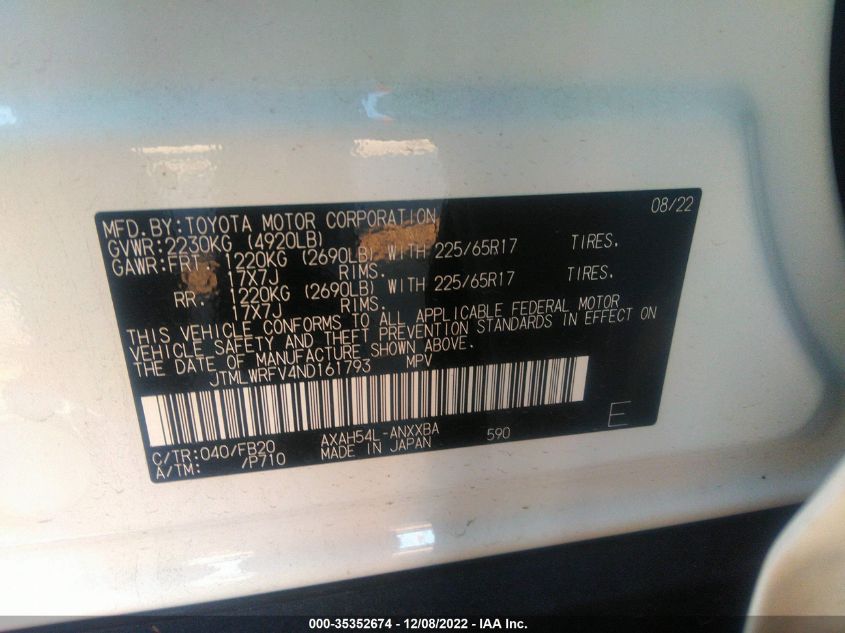 08/22
MFD. BY: TOYOTA MOTOR CORPORATION
GVWR: 2230KG (4920LB)
GAWR: FRT. 1220KG (2690LB) WITH 225/65R17 TIRES.
17X7J RIMS.
RR. 1220KG (2690LB) WITH 225/65R17 TIRES.
17X7J RIMS.
THIS VEHICLE CONFORMS TO ALL APPLICABLE FEDERAL MOTOR
VEHICLE SAFETY AND THEFT PREVENTION STANDARDS IN EFFECT ON
THE DATE OF MANUFACTURE SHOWN ABOVE.
JTMLWRFV4ND161793 MPV
C/TR: 040/FB20 AXAH54L-ANXXBA 590 E
A/TM: /P710 MADE IN JAPAN
000-35352674 - 12/08/2022 - IAA Inc.